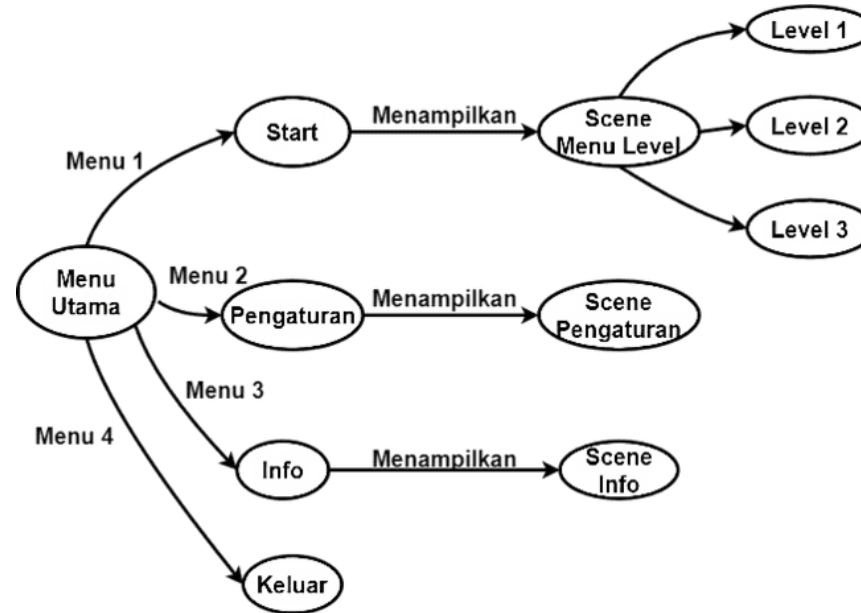 Level 1
Start
Menampilkan
Scene
Menu Level
Level 2
Menu 1
Level 3
Menu
Utama
Menu 2
Pengaturan
Menampilkan
Scene
Pengaturan
Menu 3
Menu 4
Info
Menampilkan
Scene
Info
Keluar